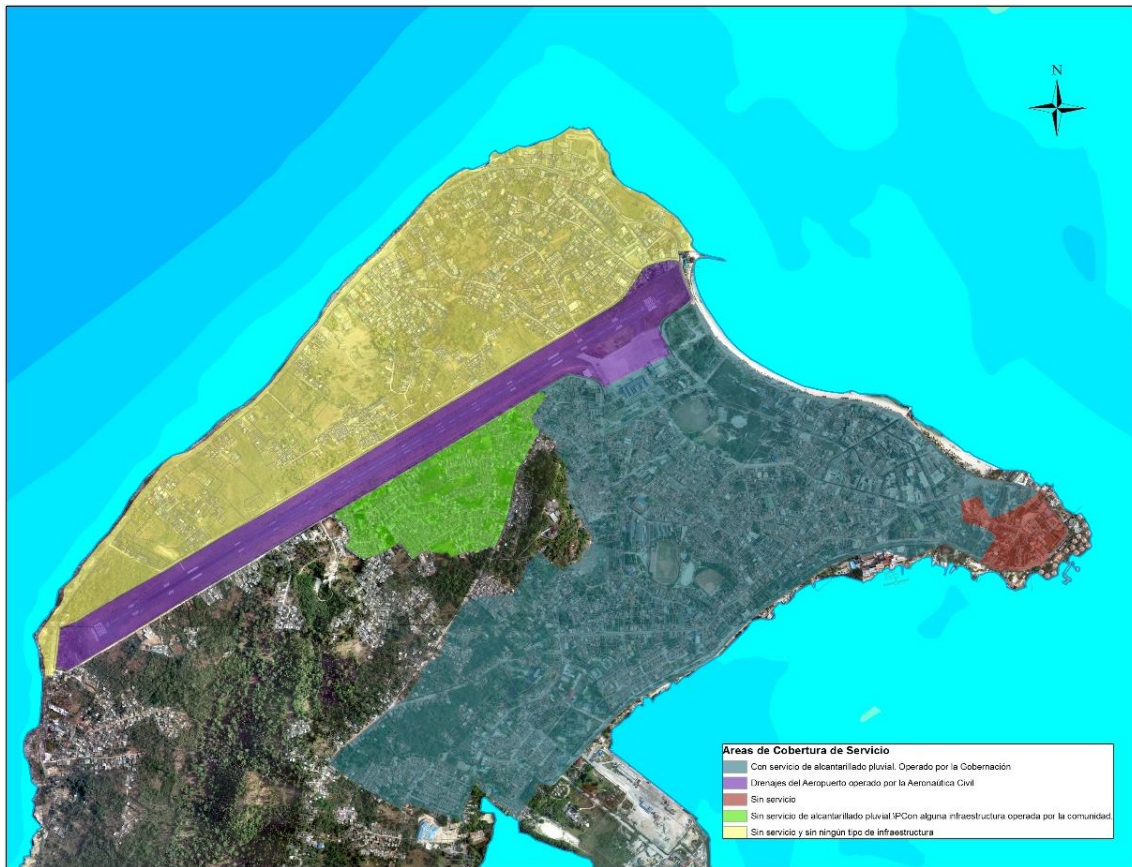 N
Áreas de Cobertura de Servicio
Con servicio de alcantarillado pluvial. Operado por la Gobernación
Drenajes del Aeropuerto operado por la Aeronaútica Civil
Sin servicio
Sin servicio de alcantarillado pluvial.\PCon alguna infraestructura operada por la comunidad.
Sin servicio y sin ningún tipo de infraestructura